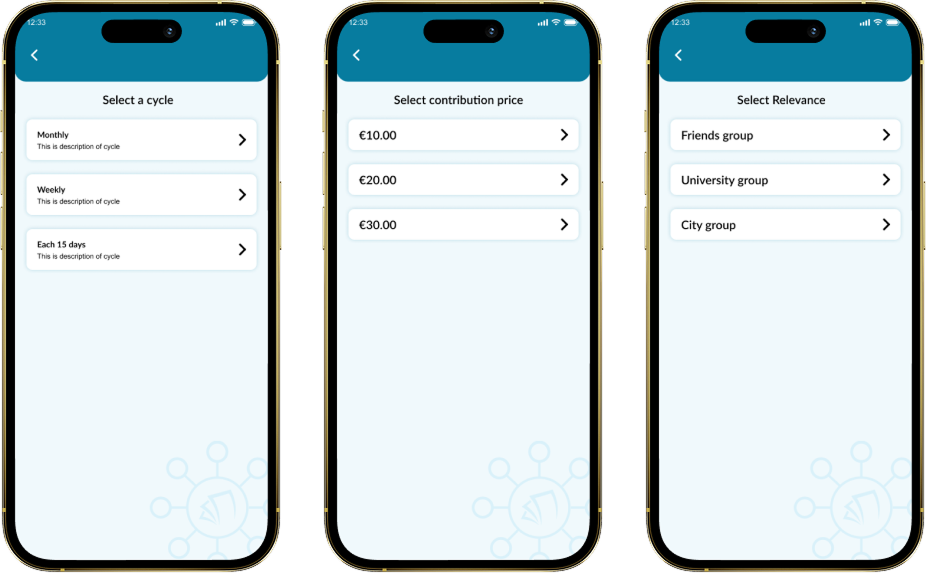 12:33
Select a cycle
Monthly
This is description of cycle
Weekly
This is description of cycle
Each 15 days
This is description of cycle
12:33
Select contribution price
€10.00
€20.00
€30.00
12:33
Select Relevance
Friends group
University group
City group